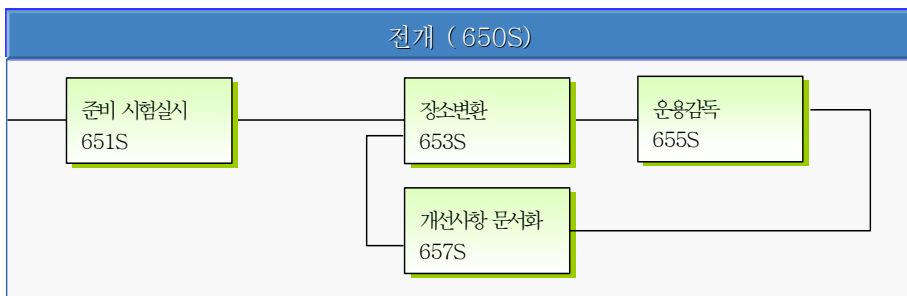 전개 ( 650S)
준비 시험실시
651S
장소변환
653S
운용감독
655S
개선사항 문서화
657S